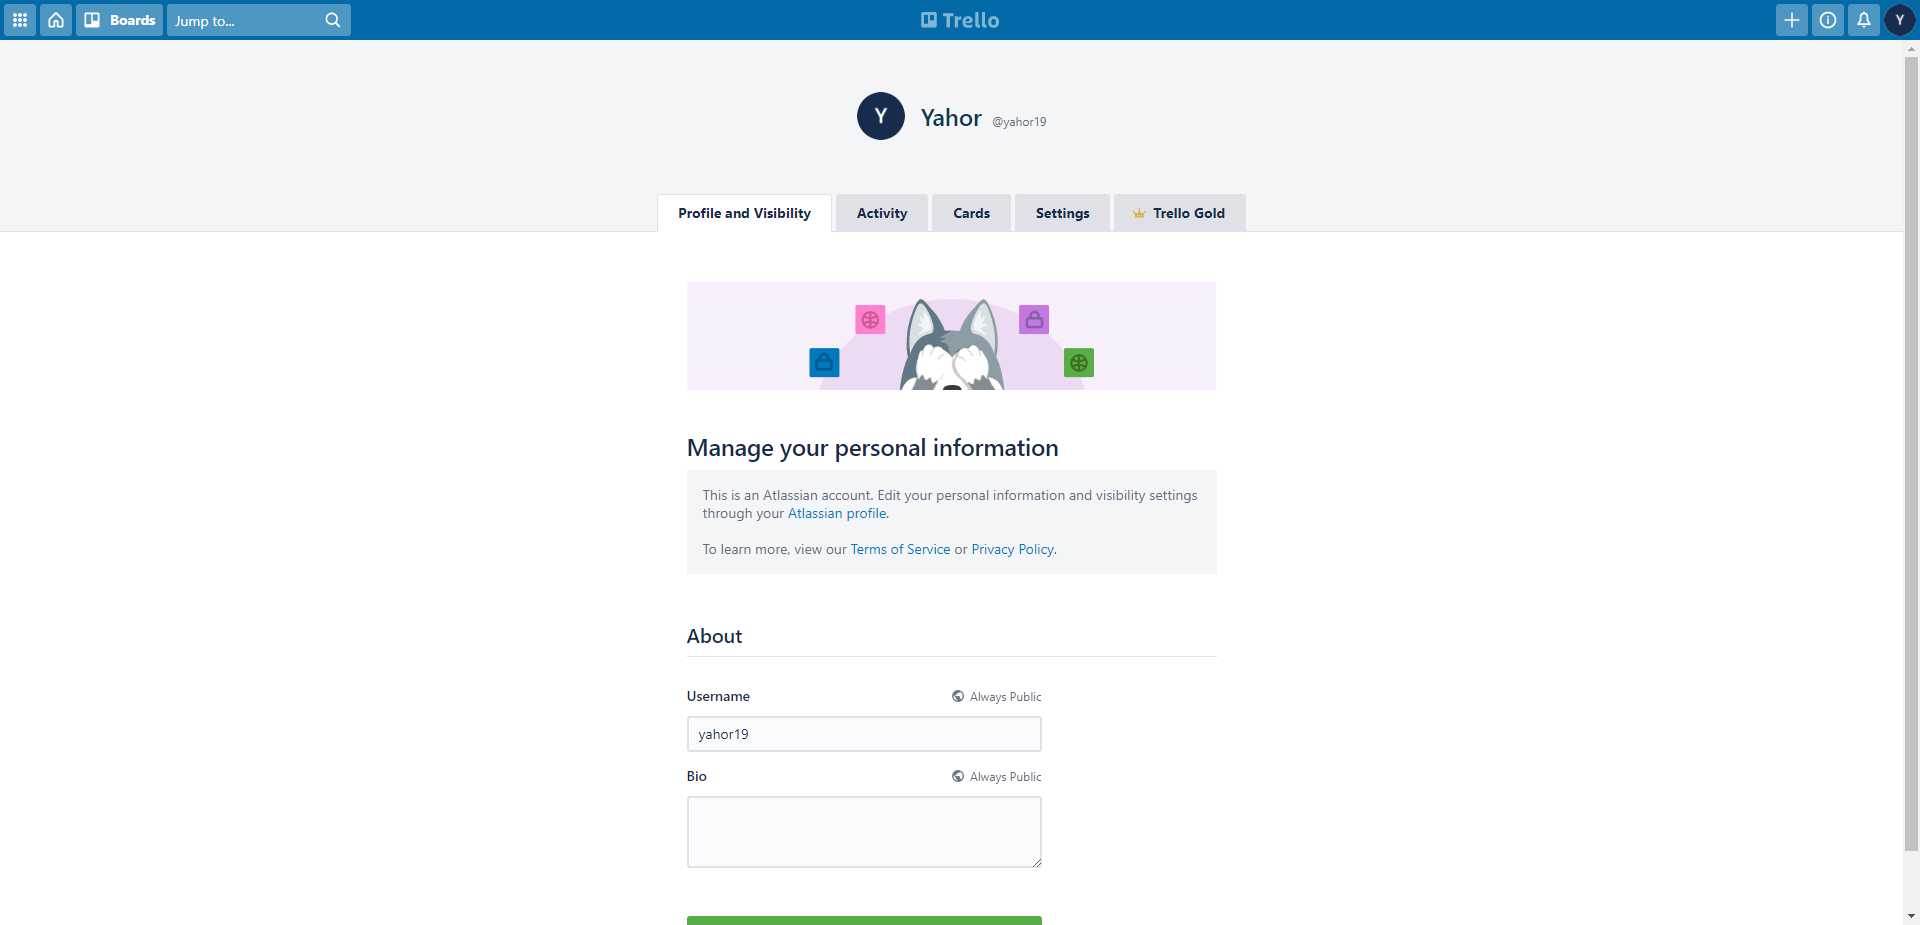 Boards
Jump to...
Trello
Y
Y
Yahor @yahor19
Profile and Visibility
Activity
Cards
Settings
Trello Gold
Manage your personal information
This is an Atlassian account. Edit your personal information and visibility settings
through your Atlassian profile.
To learn more, view our Terms of Service or Privacy Policy.
About
Username
Always Public
yahor19
Bio
Always Public